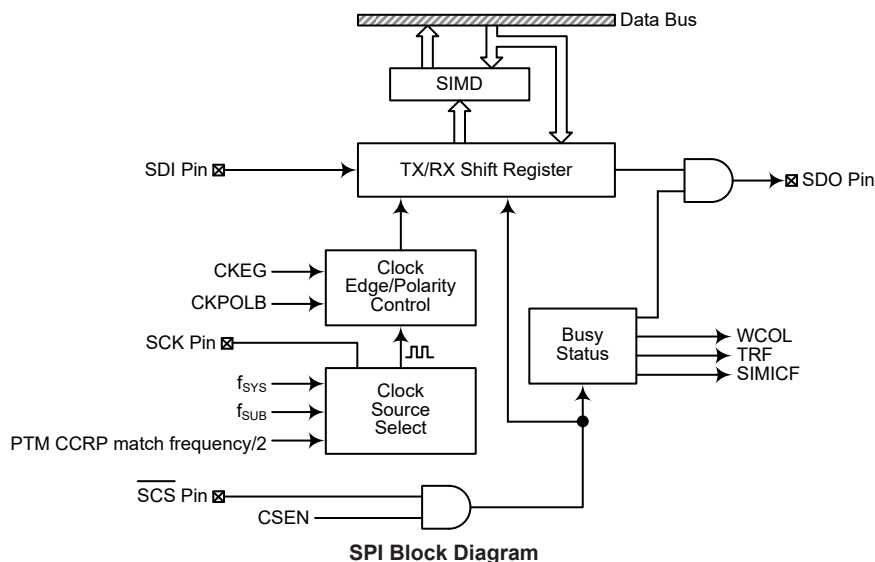 Data Bus
SIMD
SDI Pin
TX/RX Shift Register
SDO Pin
CKEG
CKPOLB
Clock
Edge/Polarity
Control
SCK Pin
fSYS
fSUB
PTM CCRP match frequency/2
Clock
Source
Select
Busy
Status
WCOL
TRF
SIMICF
SCS Pin
CSEN
SPI Block Diagram